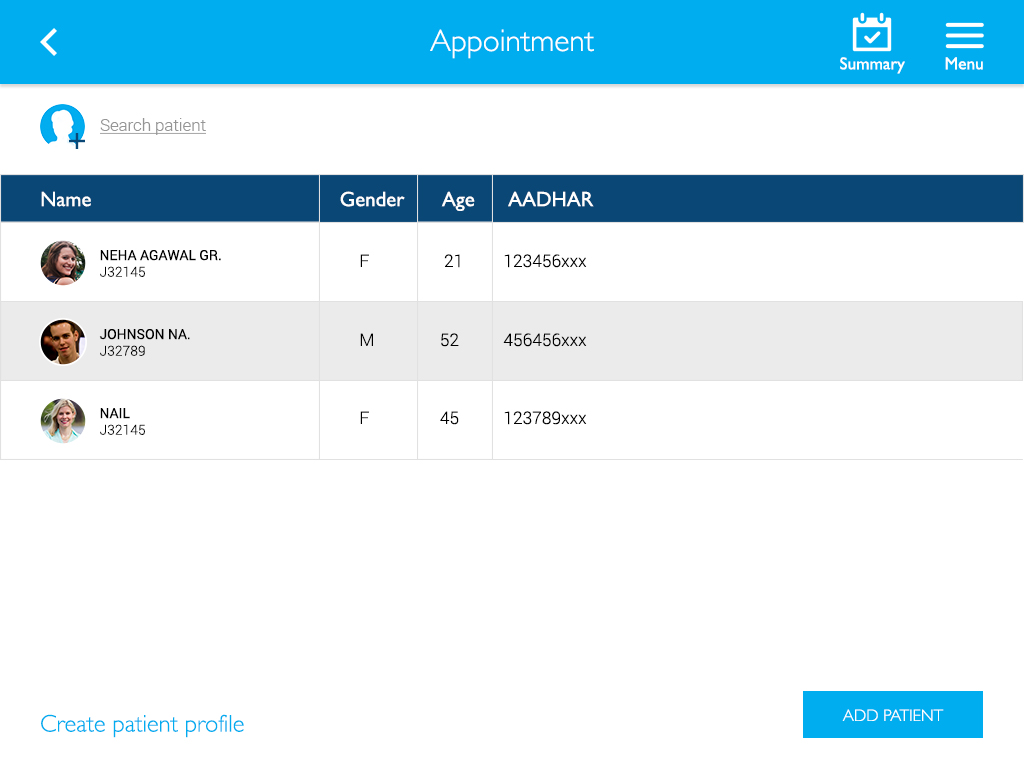 Appointment
Summary
Menu
Search patient
Name Gender Age AADHAR
NEHA AGAWAL GR.
J32145
F 21 123456xxx
JOHNSON NA.
J32789
M 52 456456xxx
NAIL
J32145
F 45 123789xxx
Create patient profile
ADD PATIENT